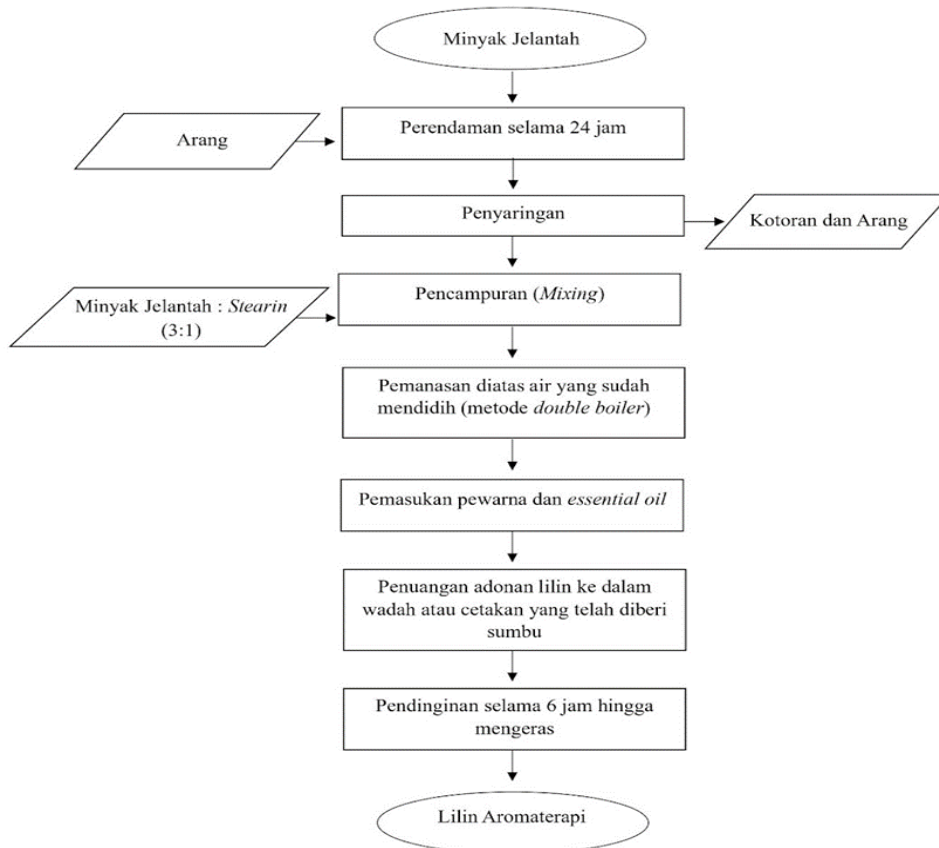 Minyak Jelantah
Arang
Perendaman selama 24 jam
Penyaringan
Kotoran dan Arang
Minyak Jelantah : Stearin
(3:1)
Pencampuran (Mixing)
Pemanasan diatas air yang sudah
mendidih (metode double boiler)
Pemasukan pewarna dan essential oil
Penuangan adonan lilin ke dalam
wadah atau cetakan yang telah diberi
sumbu
Pendinginan selama 6 jam hingga
mengeras
Lilin Aromaterapi